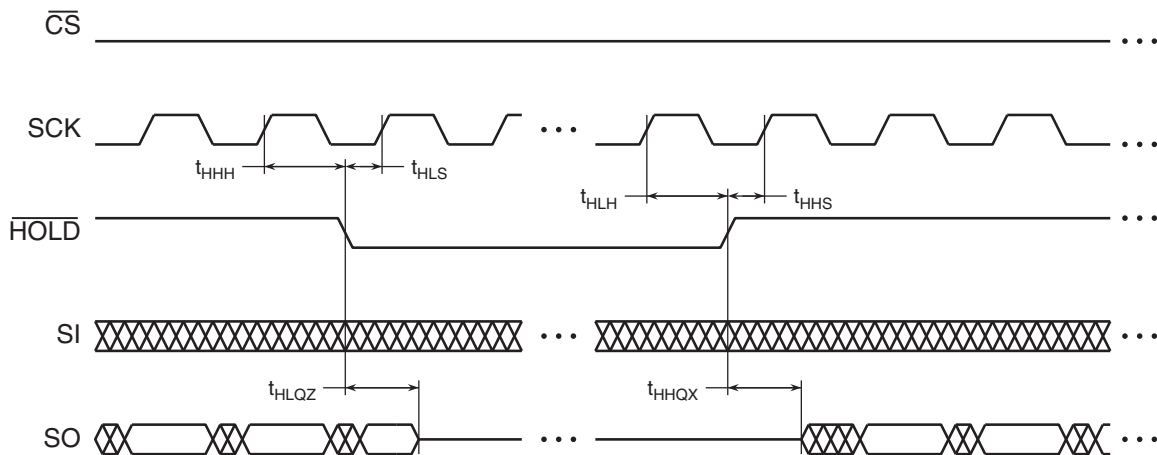 CS
• • •
SCK
• • •
• • •
tHHH
tHLS
tHLH
tHHS
HOLD
• • •
SI
• • •
• • •
tHLQZ
tHHQX
SO
• • •
• • •